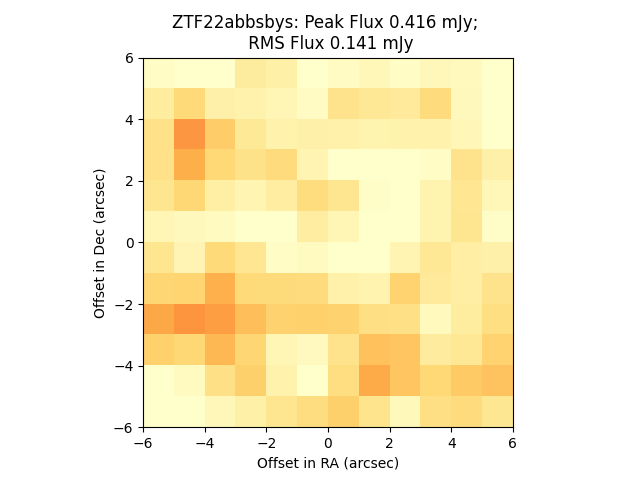 ZTF22abbsbys: Peak Flux 0.416 mJy;
RMS Flux 0.141 mJy
6
4
2
0
−2
−4
−6
Offset in Dec (arcsec)
−6 −4 −2 0 2 4 6
Offset in RA (arcsec)